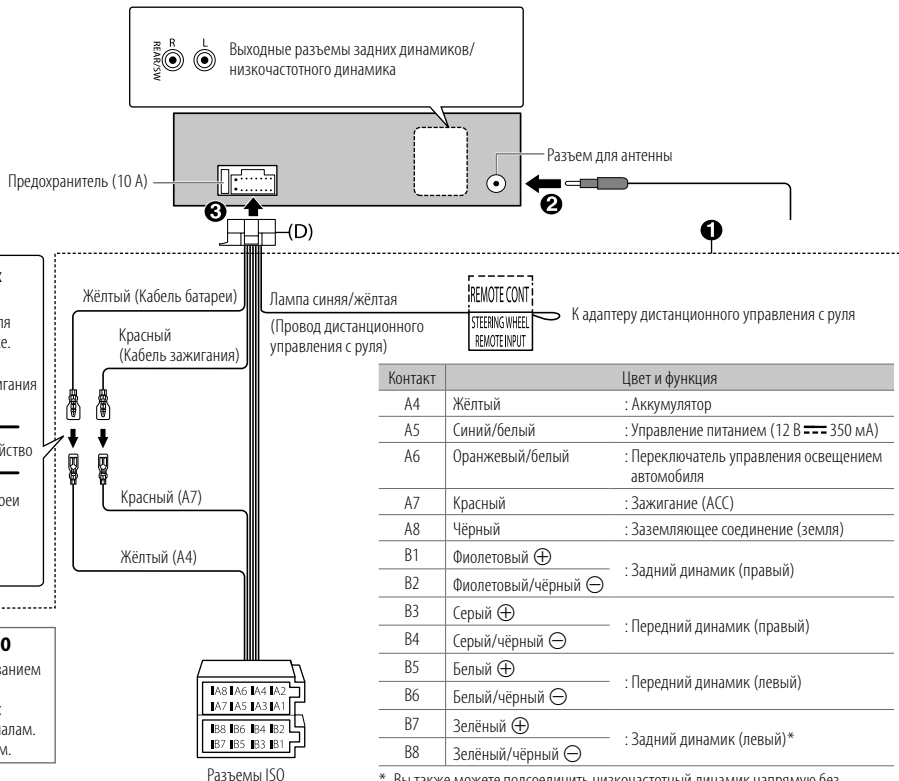 REAR/SW
R L
Выходные разъемы задних динамиков/
низкочастотного динамика
Предохранитель (10 A)
Разъем для антенны
❷
❸
(D)
❶
Жёлтый (Кабель батареи)
Красный
(Кабель зажигания)
Лампа синяя/жёлтая
(Провод дистанционного
управления с руля)
REMOTE CONT
STEERING WHEEL
REMOTE INPUT
К адаптеру дистанционного управления с руля
Красный (A7)
Жёлтый (A4)
A8 A6 A4 A2
A7 A5 A3 A1
B8 B6 B4 B2
B7 B5 B3 B1
Разъемы ISO
Контакт Цвет и функция
A4 Жёлтый : Аккумулятор
A5 Синий/белый : Управление питанием (12 В ⎓ 350 мА)
A6 Оранжевый/белый : Переключатель управления освещением
автомобиля
A7 Красный : Зажигание (ACC)
A8 Чёрный : Заземляющее соединение (земля)
B1 Фиолетовый ⊕ : Задний динамик (правый)
B2 Фиолетовый/чёрный ⊖
B3 Серый ⊕ : Передний динамик (правый)
B4 Серый/чёрный ⊖
B5 Белый ⊕ : Передний динамик (левый)
B6 Белый/чёрный ⊖
B7 Зелёный ⊕ : Задний динамик (левый)*
B8 Зелёный/чёрный ⊖